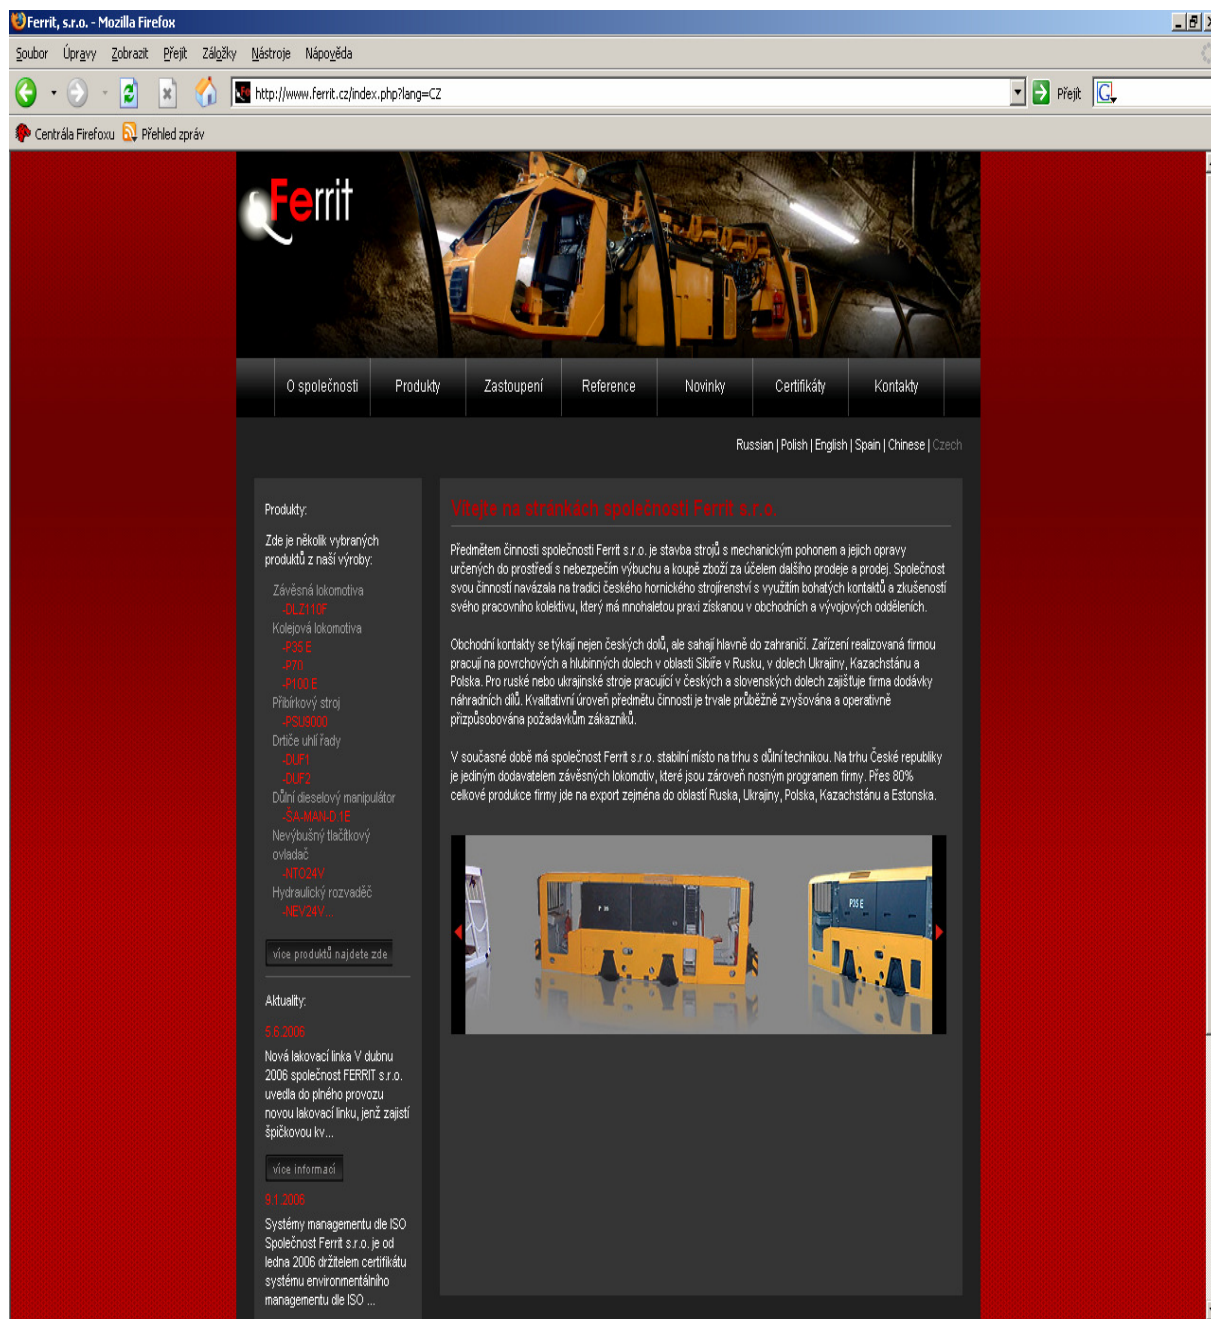 Ferrit, s.r.o. - Mozilla Firefox
Soubor Úpravy Zobrazit Přejít Záložky Nástroje Nápověda
http://www.ferrit.cz/index.php?lang=CZ Přejít G
Centrála Firefoxu Přehled zpráv
Ferrit
O společnosti Produkty Zastoupení Reference Novinky Certifikáty Kontakty
Russian | Polish | English | Spain | Chinese | Czech
Produkty:
Zde je několik vybraných
produktů z naší výroby:
Závěsná lokomotiva
-DLZ110F
Kolejová lokomotiva
-P35 E
-P70
-P100 E
Přibírkový stroj
-PSU9000
Drtiče uhlí řady
-DUF1
-DUF2
Důlní dieselový manipulátor
-ŠA-MAN-D.1E
Nevýbušný tlačítkový
ovladač
-NTO24V
Hydraulický rozvaděč
-NEV24V...
více produktů najdete zde
Aktuality:
5.6.2006
Nová lakovací linka V dubnu
2006 společnost FERRIT s.r.o.
uvedla do plného provozu
novou lakovací linku, jenž zajistí
špičkovou kv...
více informací
9.1.2006
Systémy managementu dle ISO
Společnost Ferrit s.r.o. je od
ledna 2006 držitelem certifikátu
systému environmentálního
managementu dle ISO ...
Vítejte na stránkách společnosti Ferrit s.r.o.
Předmětem činnosti společnosti Ferrit s.r.o. je stavba strojů s mechanickým pohonem a jejich opravy
určených do prostředí s nebezpečím výbuchu a koupě zboží za účelem dalšího prodeje a prodej. Společnost
svou činností navázala na tradici českého hornického strojírenství s využitím bohatých kontaktů a zkušeností
svého pracovního kolektivu, který má mnohaletou praxi získanou v obchodních a vývojových odděleních.
Obchodní kontakty se týkají nejen českých dolů, ale sahají hlavně do zahraničí. Zařízení realizovaná firmou
pracují na povrchových a hlubinných dolech v oblasti Sibiře v Rusku, v dolech Ukrajiny, Kazachstánu a
Polska. Pro ruské nebo ukrajinské stroje pracující v českých a slovenských dolech zajišťuje firma dodávky
náhradních dílů. Kvalitativní úroveň předmětu činnosti je trvale průběžně zvyšována a operativně
přizpůsobována požadavkům zákazníků.
V současné době má společnost Ferrit s.r.o. stabilní místo na trhu s důlní technikou. Na trhu České republiky
je jediným dodavatelem závěsných lokomotiv, které jsou zároveň nosným programem firmy. Přes 80%
celkové produkce firmy jde na export zejména do oblastí Ruska, Ukrajiny, Polska, Kazachstánu a Estonska.
P 35
P35 E